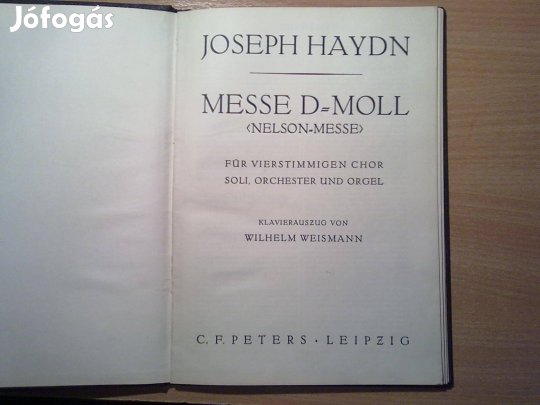 Jófogás
JOSEPH HAYDN
MESSE D=MOLL
<NELSON=MESSE>
FÜR VIERSTIMMIGEN CHOR
SOLI, ORCHESTER UND ORGEL
KLAVIERAUSZUG VON
WILHELM WEISMANN
C. F. PETERS · LEIPZIG